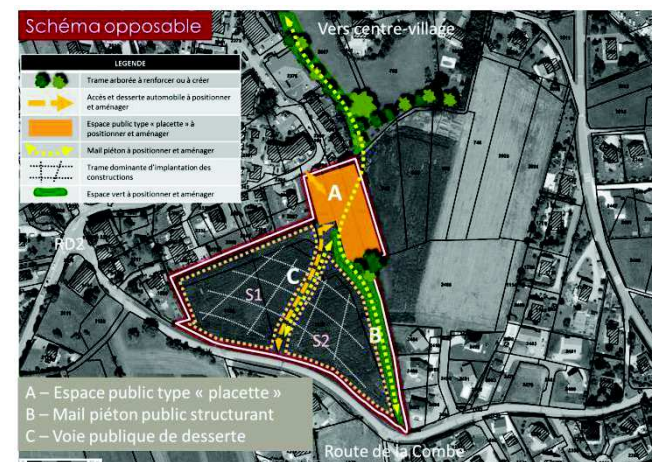 Schéma opposable
Vers centre-village
LEGENDE
Trame arborée à renforcer ou à créer
Accès et desserte automobile à positionner
et aménager
Espace public type « placette » à
positionner et aménager
Mail piéton à positionner et aménager
Trame dominante d'implantation des
constructions
Espace vert à positionner et aménager
A
RD2
C
S1
S2
B
A – Espace public type « placette »
B – Mail piéton public structurant
C – Voie publique de desserte
Route de la Combe